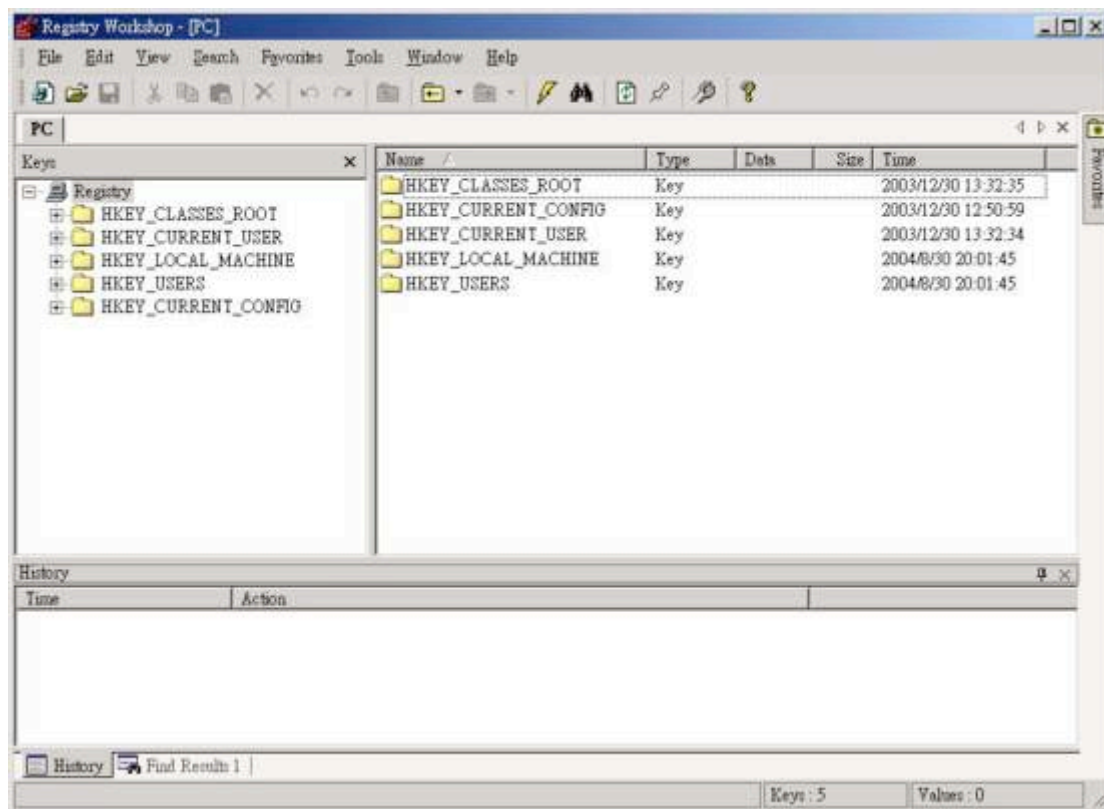 Registry Workshop - [PC]
File Edit View Search Favorites Tools Window Help
PC
Keys
Registry
HKEY_CLASSES_ROOT
HKEY_CURRENT_USER
HKEY_LOCAL_MACHINE
HKEY_USERS
HKEY_CURRENT_CONFIG
Name Type Data Size Time
HKEY_CLASSES_ROOT Key 2003/12/30 13:32:35
HKEY_CURRENT_CONFIG Key 2003/12/30 12:50:59
HKEY_CURRENT_USER Key 2003/12/30 13:32:34
HKEY_LOCAL_MACHINE Key 2004/8/30 20:01:45
HKEY_USERS Key 2004/8/30 20:01:45
Favorites
History
Time Action
History Find Results 1
Keys : 5 Values : 0